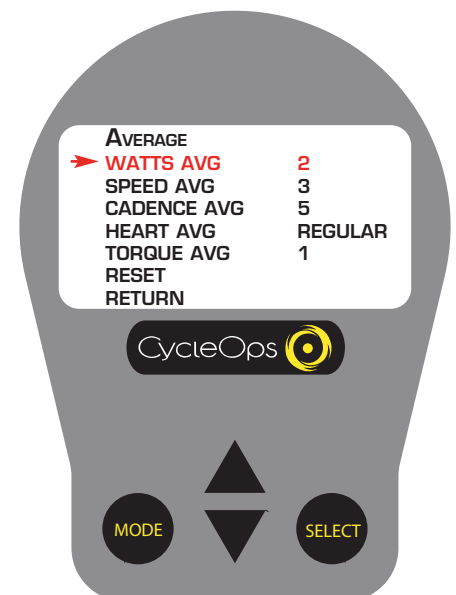 AVERAGE
WATTS AVG 2
SPEED AVG 3
CADENCE AVG 5
HEART AVG REGULAR
TORQUE AVG 1
RESET
RETURN
CycleOps
MODE SELECT